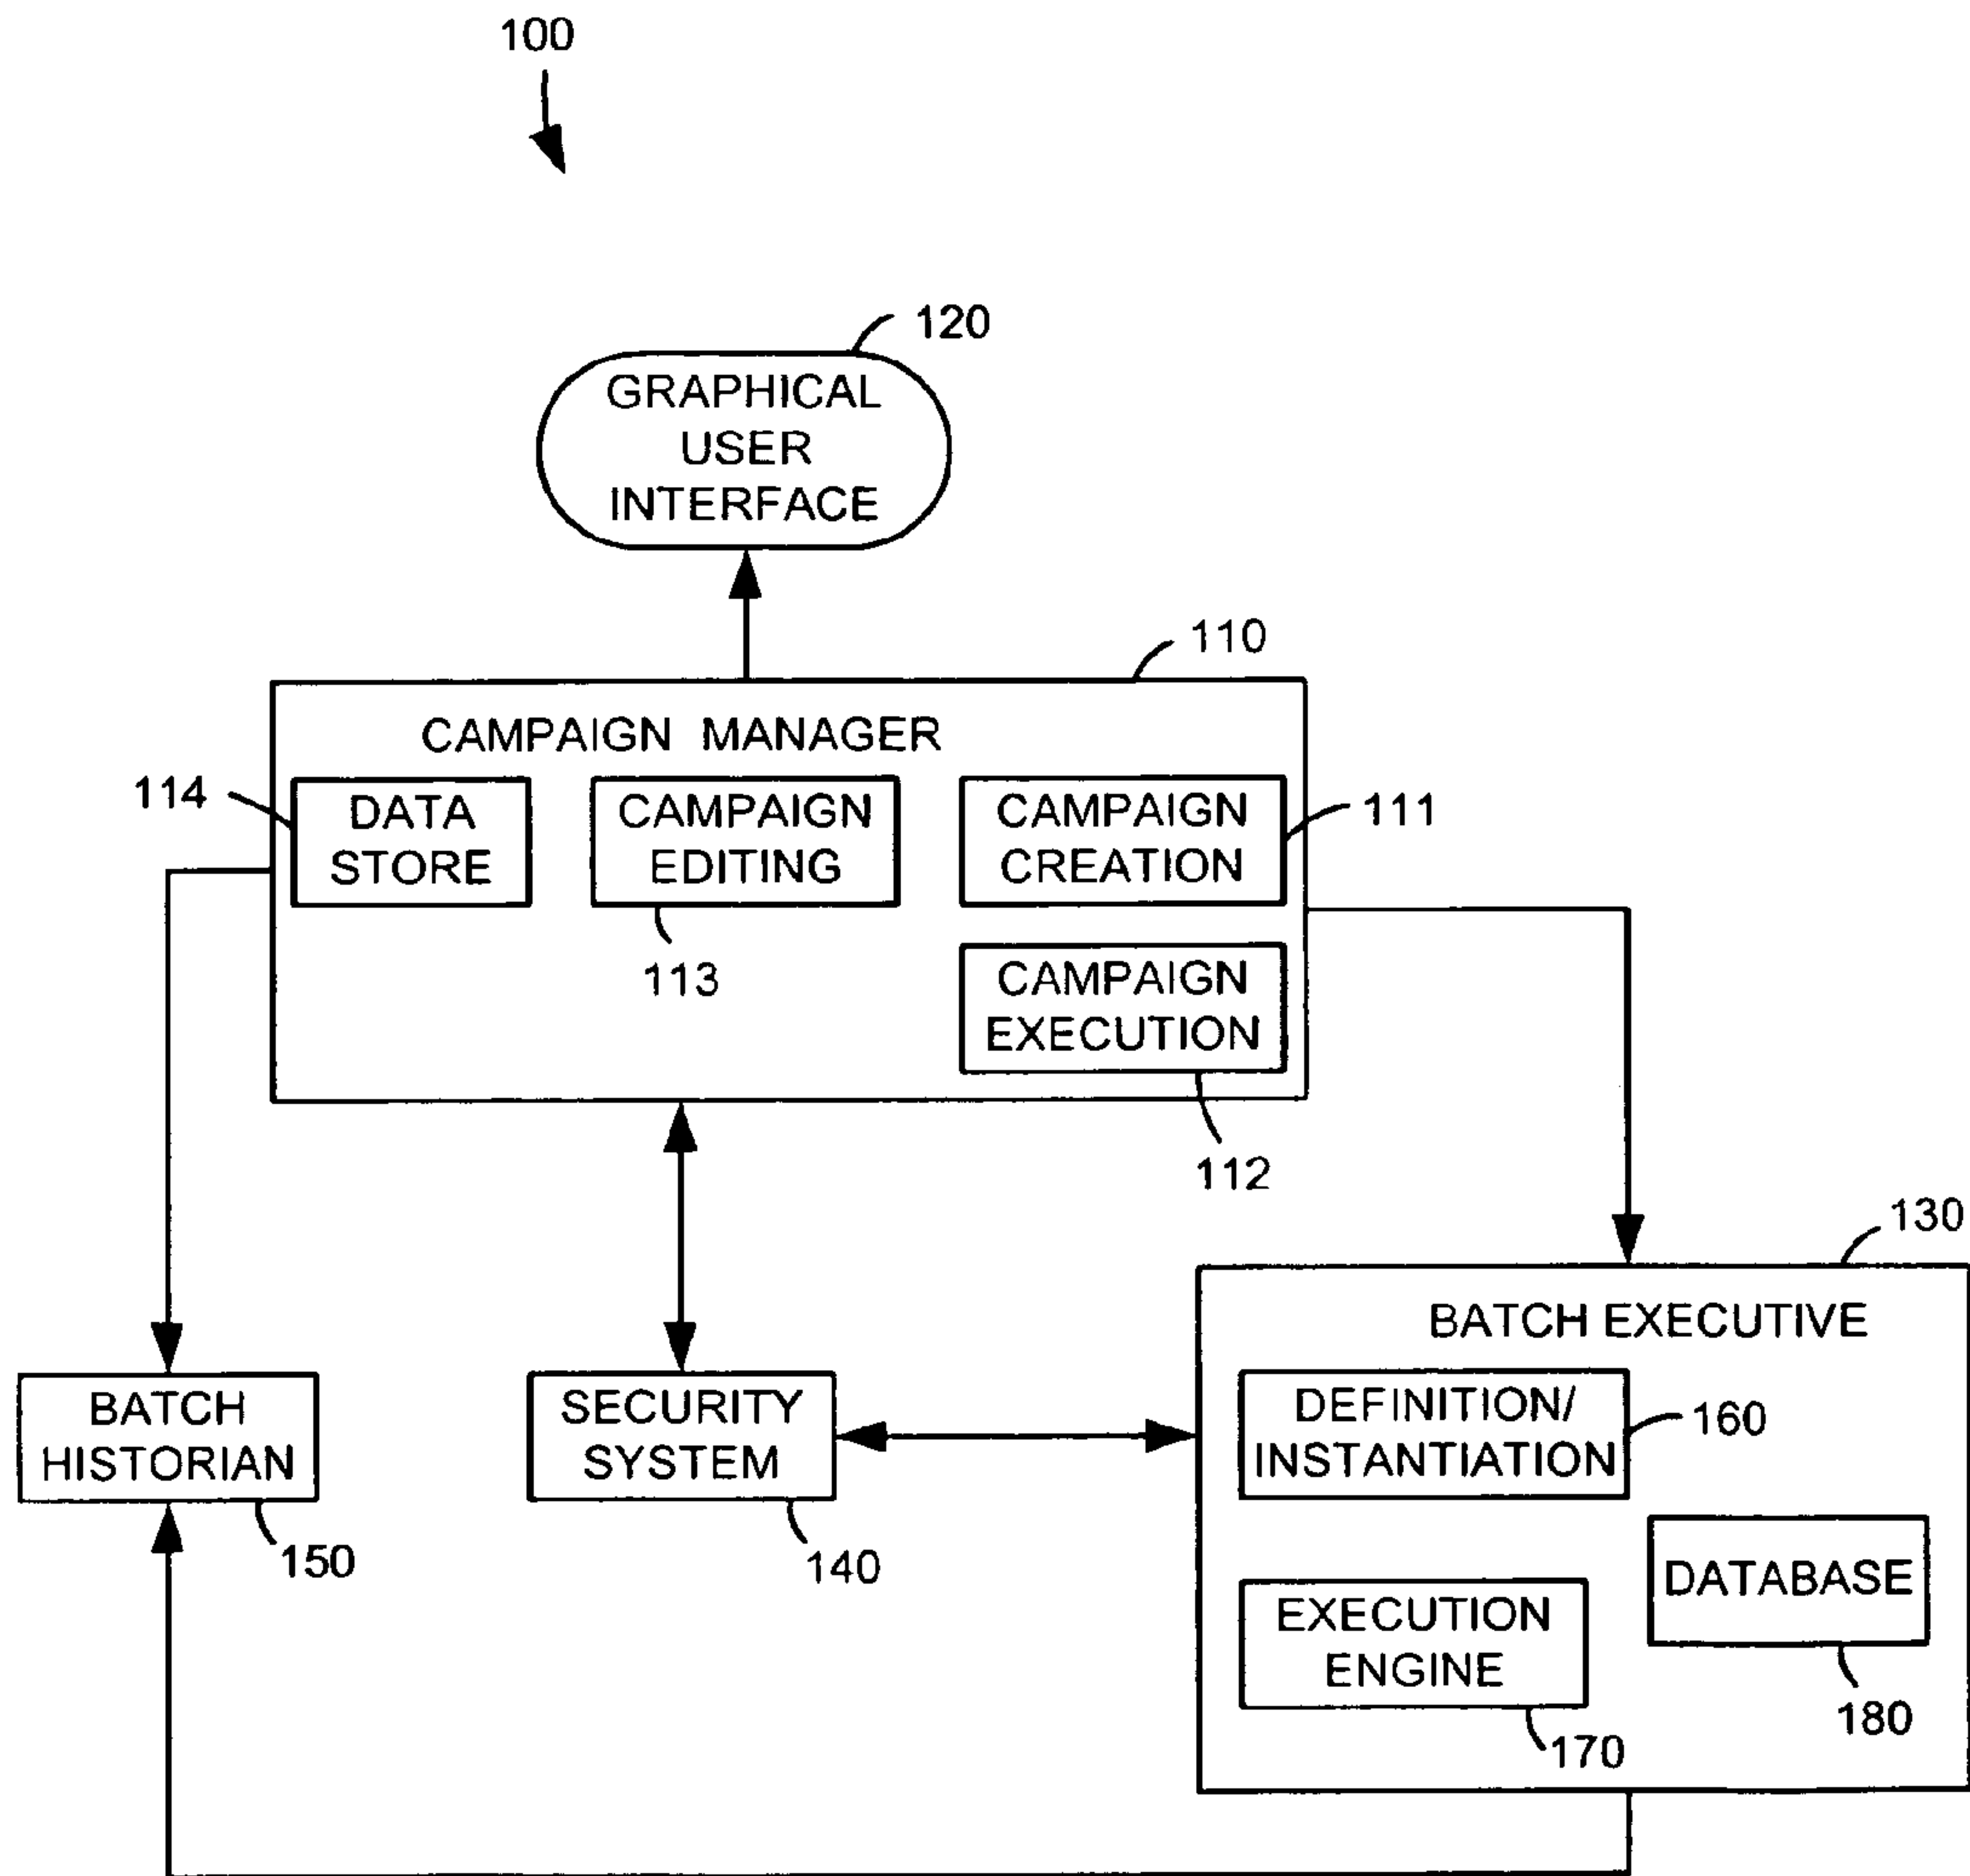 100
120
GRAPHICAL
USER
INTERFACE
110
CAMPAIGN MANAGER
114
DATA
STORE
CAMPAIGN
EDITING
113
CAMPAIGN
CREATION
111
CAMPAIGN
EXECUTION
112
130
BATCH EXECUTIVE
BATCH
HISTORIAN
150
SECURITY
SYSTEM
140
DEFINITION/
INSTANTIATION
160
EXECUTION
ENGINE
170
DATABASE
180